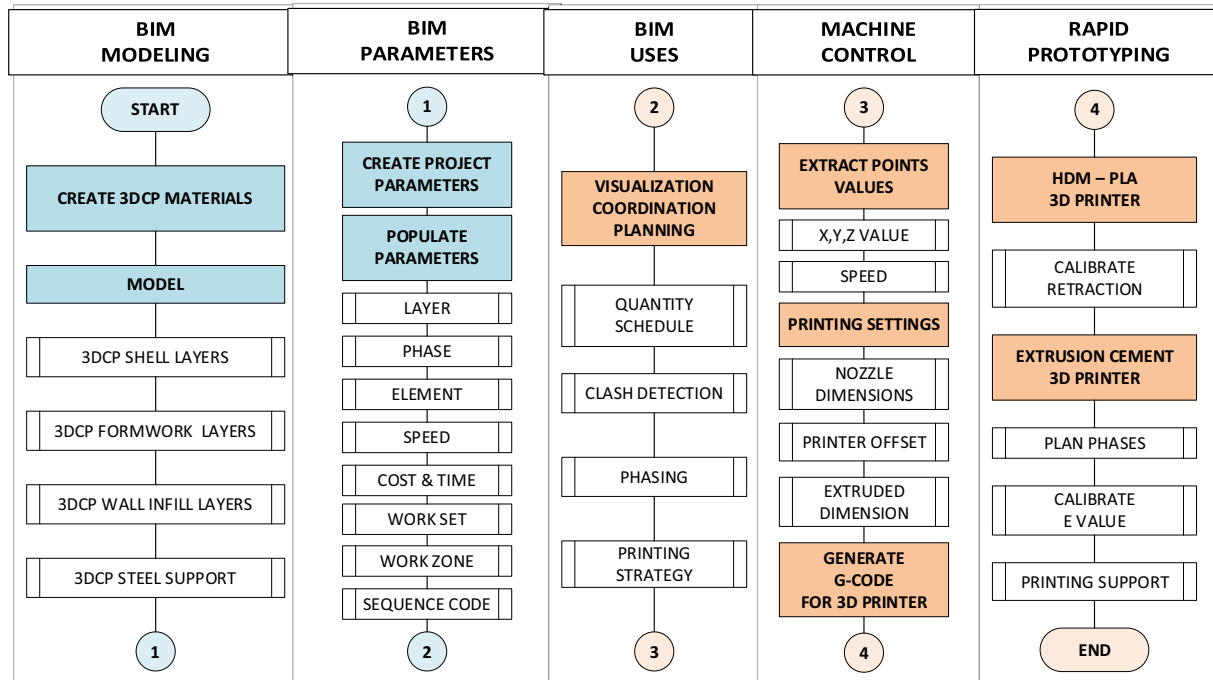 BIM
MODELING
START
CREATE 3DCP MATERIALS
MODEL
3DCP SHELL LAYERS
3DCP FORMWORK LAYERS
3DCP WALL INFILL LAYERS
3DCP STEEL SUPPORT
1
BIM
PARAMETERS
1
CREATE PROJECT
PARAMETERS
POPULATE
PARAMETERS
LAYER
PHASE
ELEMENT
SPEED
COST & TIME
WORK SET
WORK ZONE
SEQUENCE CODE
2
BIM
USES
2
VISUALIZATION
COORDINATION
PLANNING
QUANTITY
SCHEDULE
CLASH DETECTION
PHASING
PRINTING
STRATEGY
3
MACHINE
CONTROL
3
EXTRACT POINTS
VALUES
X,Y,Z VALUE
SPEED
PRINTING SETTINGS
NOZZLE
DIMENSIONS
PRINTER OFFSET
EXTRUDED
DIMENSION
GENERATE
G-CODE
FOR 3D PRINTER
4
RAPID
PROTOTYPING
4
HDM – PLA
3D PRINTER
CALIBRATE
RETRACTION
EXTRUSION CEMENT
3D PRINTER
PLAN PHASES
CALIBRATE
E VALUE
PRINTING SUPPORT
END